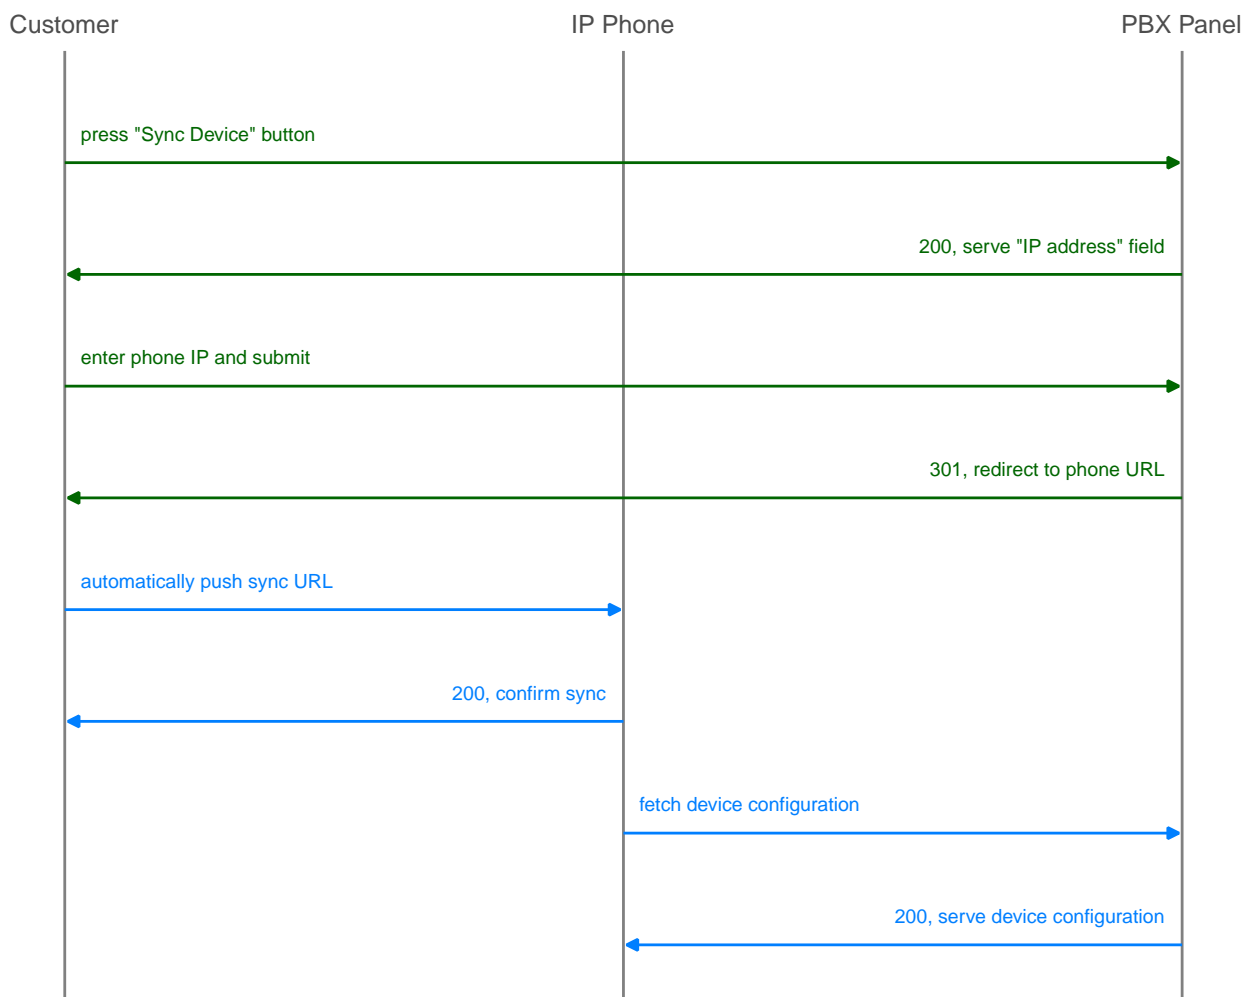 Customer
IP Phone
PBX Panel
press "Sync Device" button
200, serve "IP address" field
enter phone IP and submit
301, redirect to phone URL
automatically push sync URL
200, confirm sync
fetch device configuration
200, serve device configuration